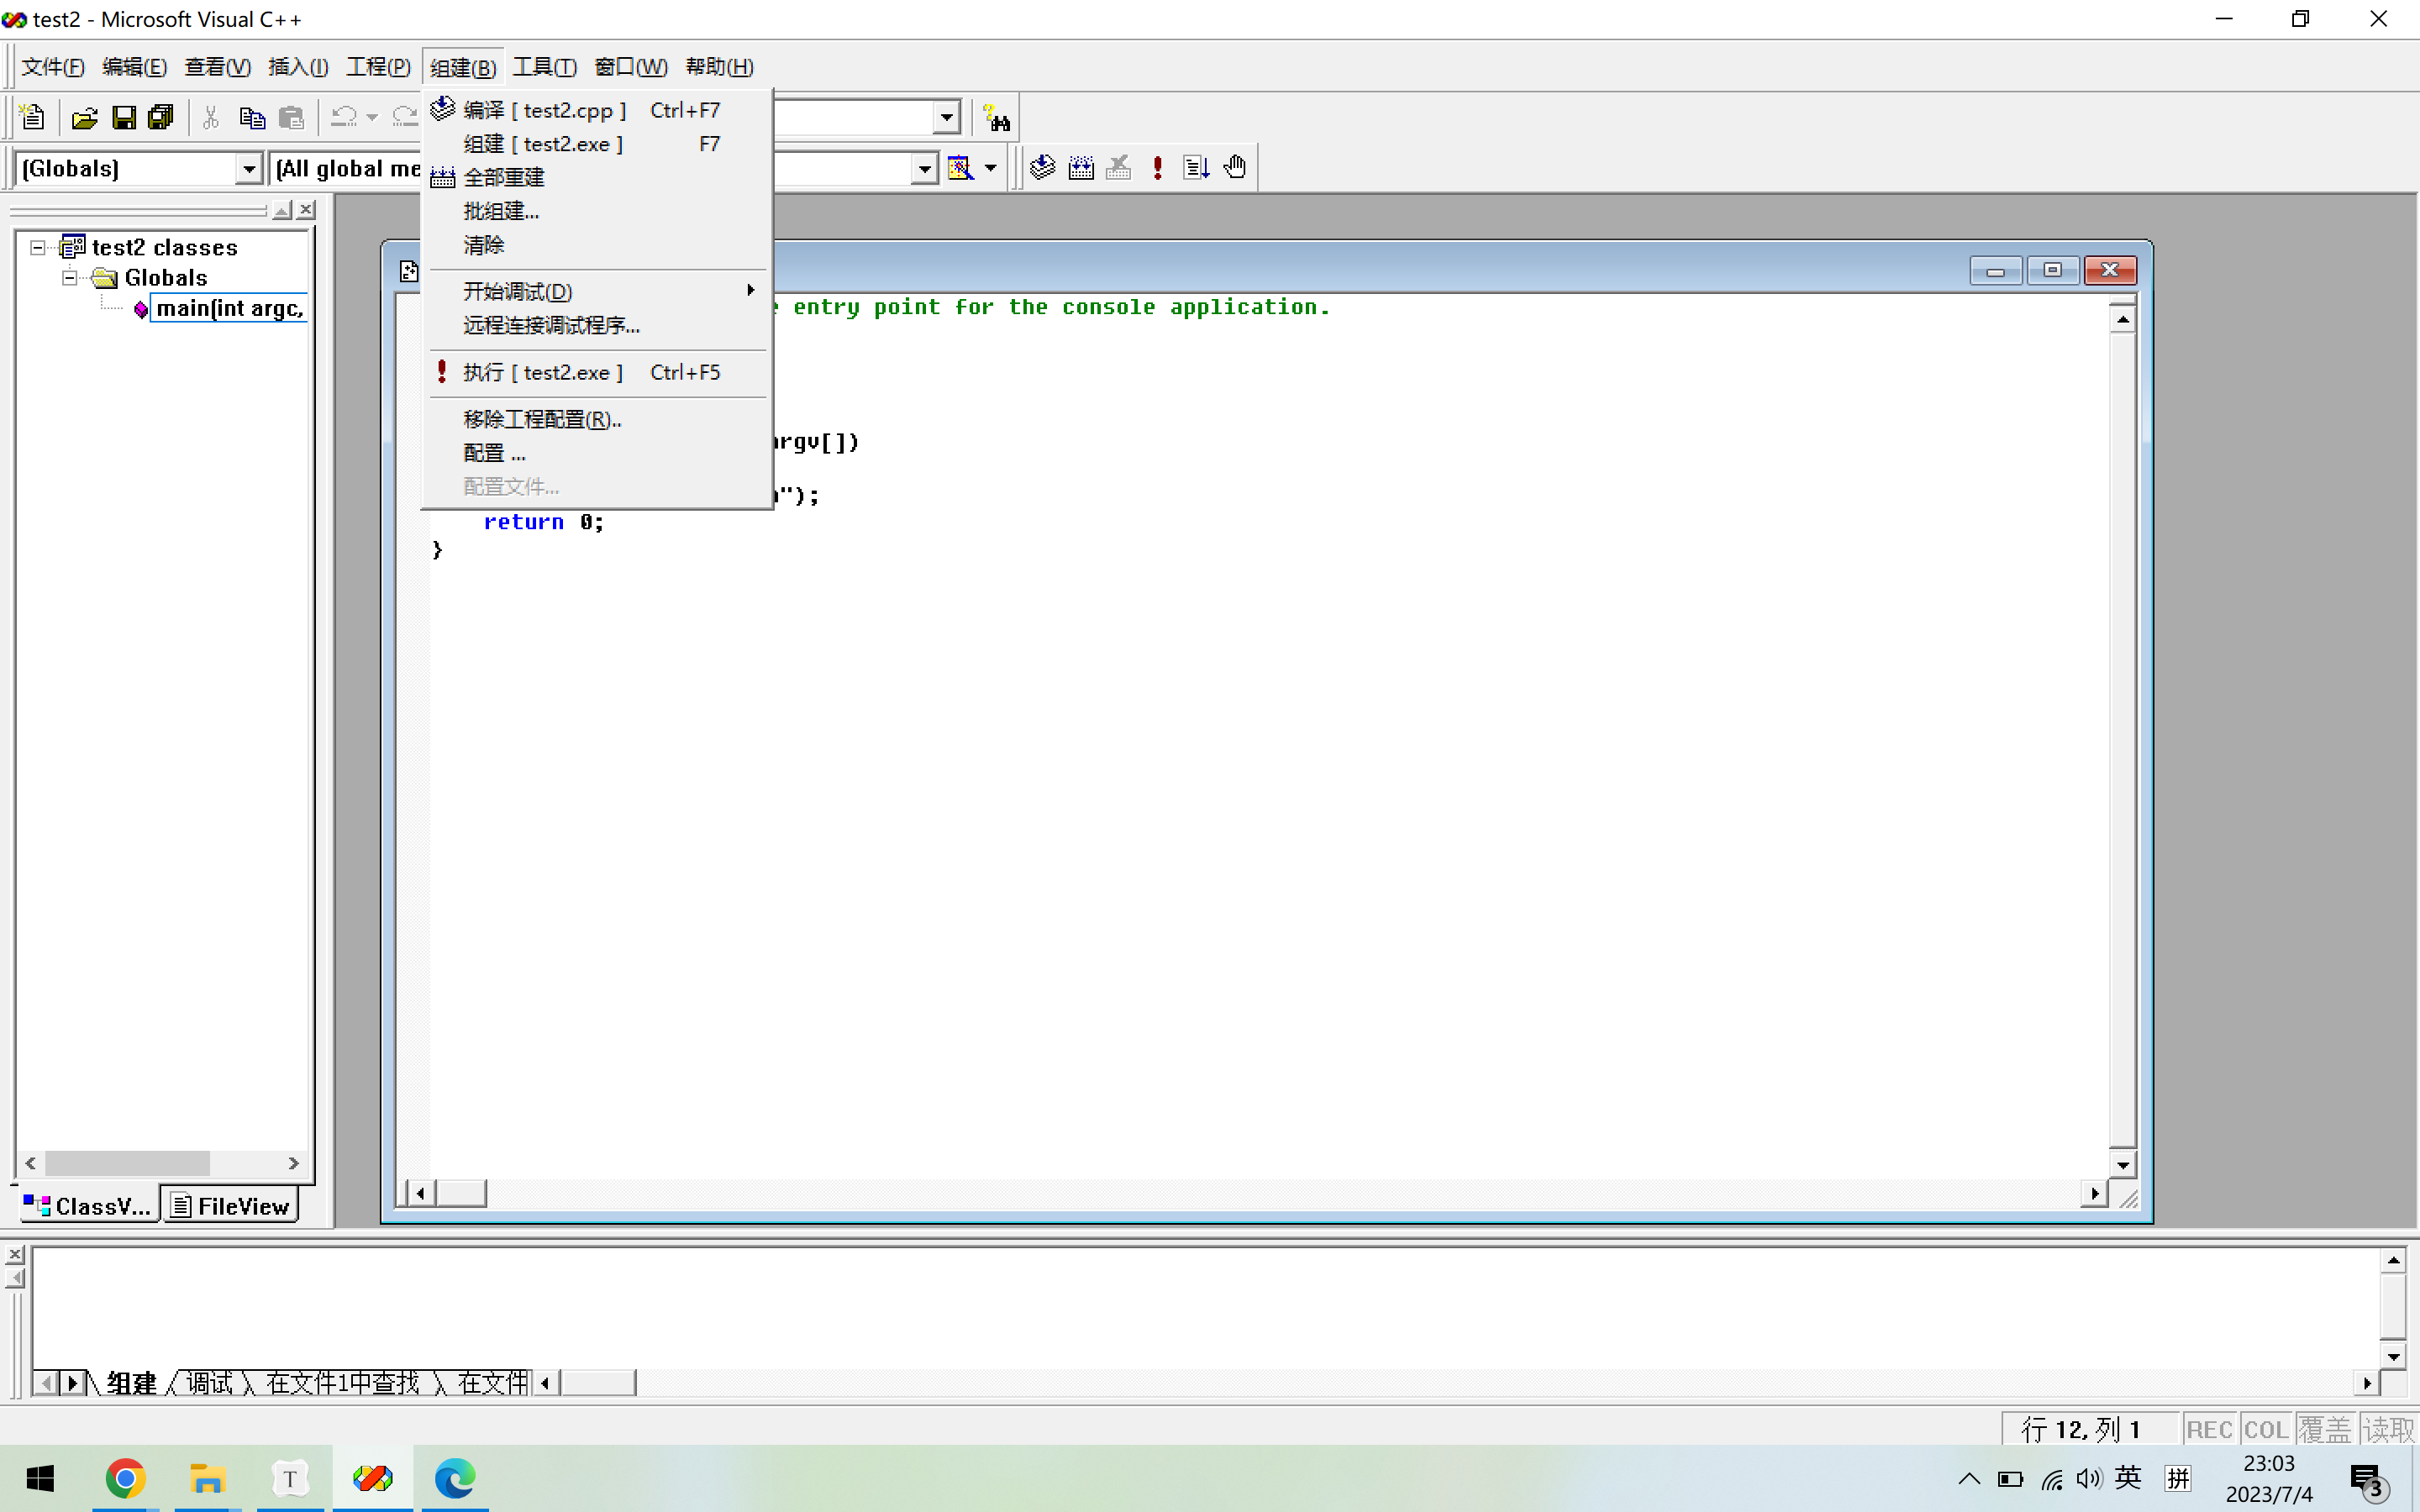 test2 - Microsoft Visual C++
文件(F) 编辑(E) 查看(V) 插入(I) 工程(P) 组建(B) 工具(T) 窗口(W) 帮助(H)
(Globals)
(All global me
编译 [ test2.cpp ] Ctrl+F7
组建 [ test2.exe ] F7
全部重建
批组建...
清除
开始调试(D)
远程连接调试程序...
执行 [ test2.exe ] Ctrl+F5
移除工程配置(R)..
配置 ...
配置文件...
test2 classes
Globals
main(int argc,
entry point for the console application.
argv[])
");
return 0;
}
ClassV...
FileView
组建 调试 在文件1中查找 在文件
行 12, 列 1 REC COL 覆盖 读取
T
英 拼
23:03
2023/7/4
3